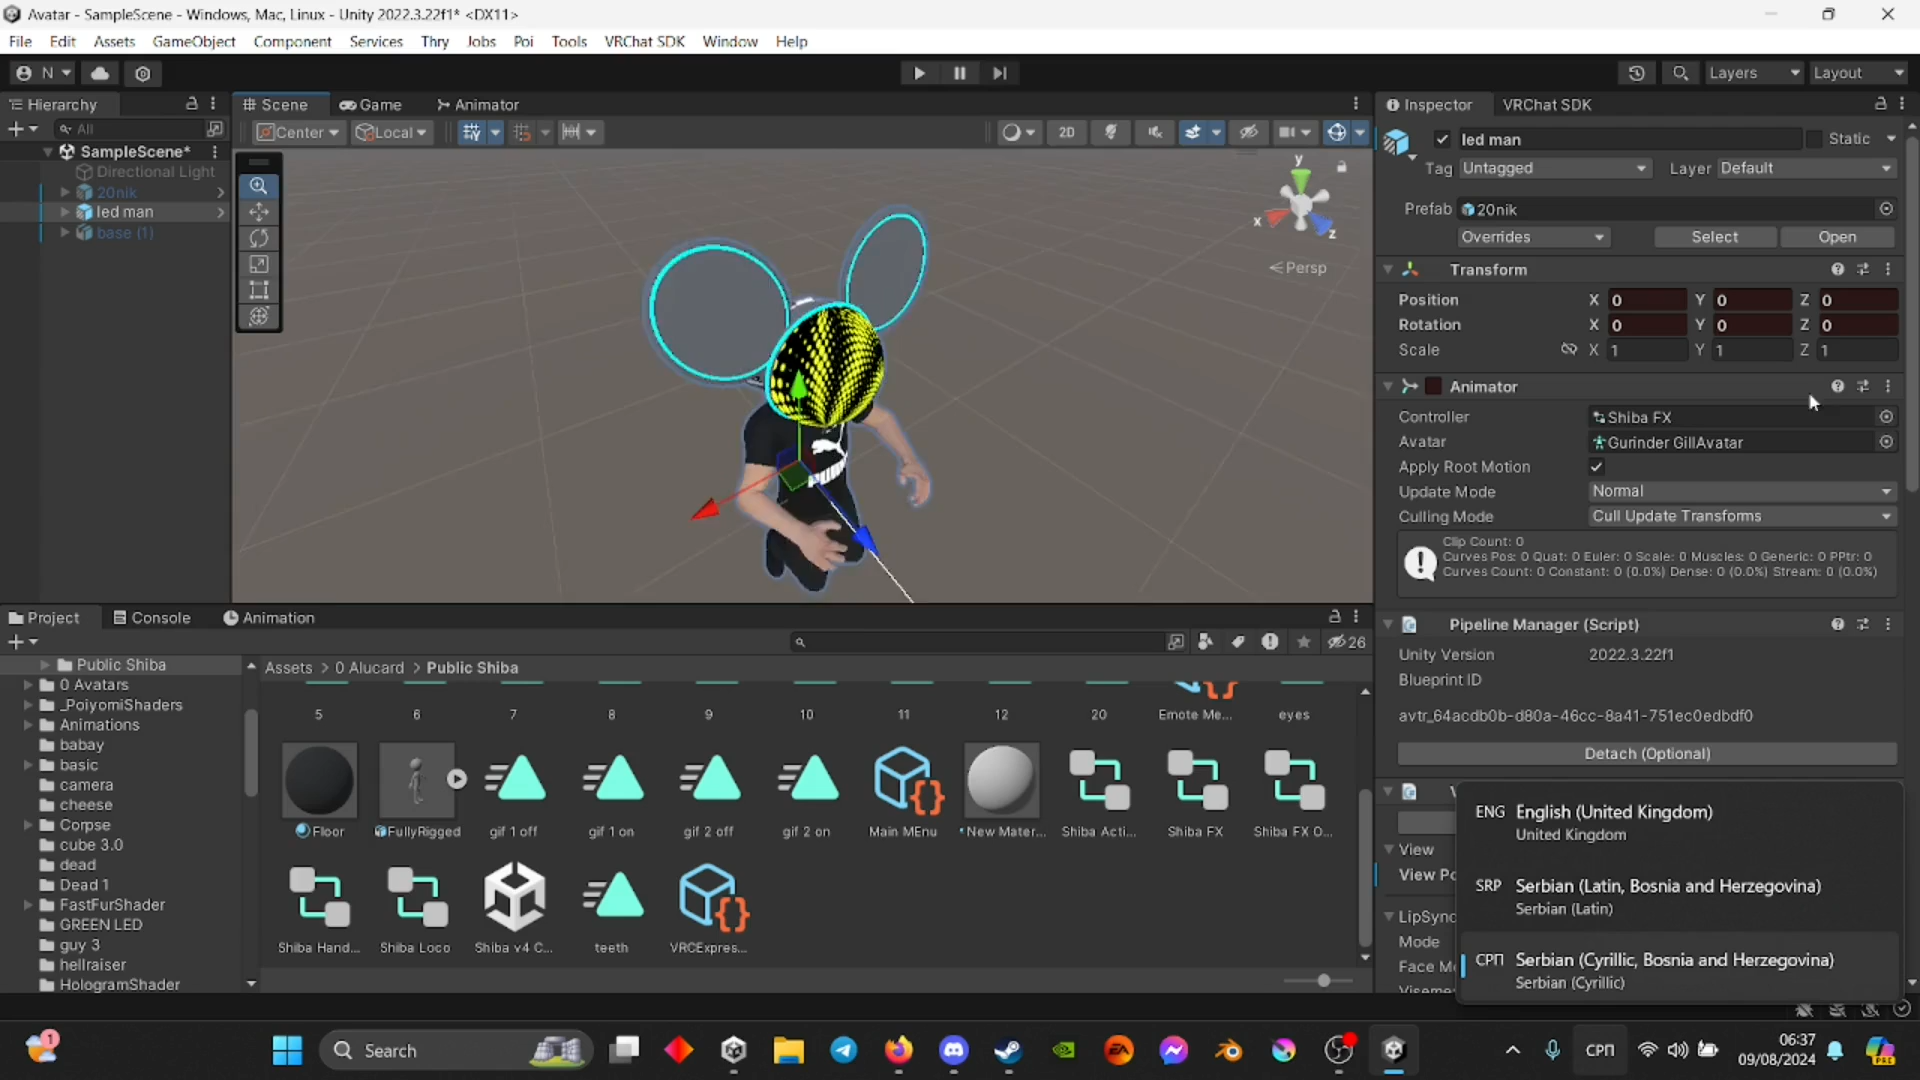 Avatar - SampleScene - Windows, Mac, Linux - Unity 2022.3.22f1* <DX11>
File Edit Assets GameObject Component Services Thry Jobs Poi Tools VRChat SDK Window Help
N Layers Layout
Hierarchy
All
SampleScene*
Directional Light
20nik
led man
base (1)
Scene Game Animator
Center Local 2D
y
x
z
Persp
Inspector VRChat SDK
led man Static
Tag Untagged Layer Default
Prefab 20nik
Overrides Select Open
Transform
Position X 0 Y 0 Z 0
Rotation X 0 Y 0 Z 0
Scale X 1 Y 1 Z 1
Animator
Controller Shiba FX
Avatar Gurinder GillAvatar
Apply Root Motion
Update Mode Normal
Culling Mode Cull Update Transforms
Clip Count: 0
Curves Pos: 0 Quat: 0 Euler: 0 Scale: 0 Muscles: 0 Generic: 0 PPtr: 0
Curves Count: 0 Constant: 0 (0.0%) Dense: 0 (0.0%) Stream: 0 (0.0%)
Pipeline Manager (Script)
Unity Version 2022.3.22f1
Blueprint ID
avtr_64acdb0b-d80a-46cc-8a41-751ec0edbdf0
Detach (Optional)
View
View Po
LipSync
Mode
Face Me
Viseme
ENG English (United Kingdom)
United Kingdom
SRP Serbian (Latin, Bosnia and Herzegovina)
Serbian (Latin)
СРП Serbian (Cyrillic, Bosnia and Herzegovina)
Serbian (Cyrillic)
Project Console Animation
26
Public Shiba
0 Avatars
_PoiyomiShaders
Animations
babay
basic
camera
cheese
Corpse
cube 3.0
dead
Dead 1
FastFurShader
GREEN LED
guy 3
hellraiser
HologramShader
Assets > 0 Alucard > Public Shiba
5 6 7 8 9 10 11 12 20 Emote Me... eyes
Floor FullyRigged gif 1 off gif 1 on gif 2 off gif 2 on Main MEnu New Mater... Shiba Acti... Shiba FX Shiba FX O...
Shiba Hand... Shiba Loco Shiba v4 C... teeth VRCExpres...
1
Search
СРП
06:37
09/08/2024
PRE